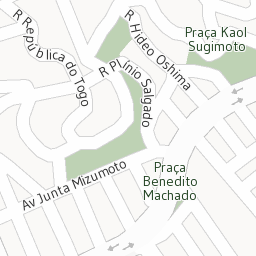 R Hideo Oshima
Praça Kaol
Sugimoto
R Plínio Salgado
R República do Togo
Av Junta Mizumoto
Praça
Benedito
Machado